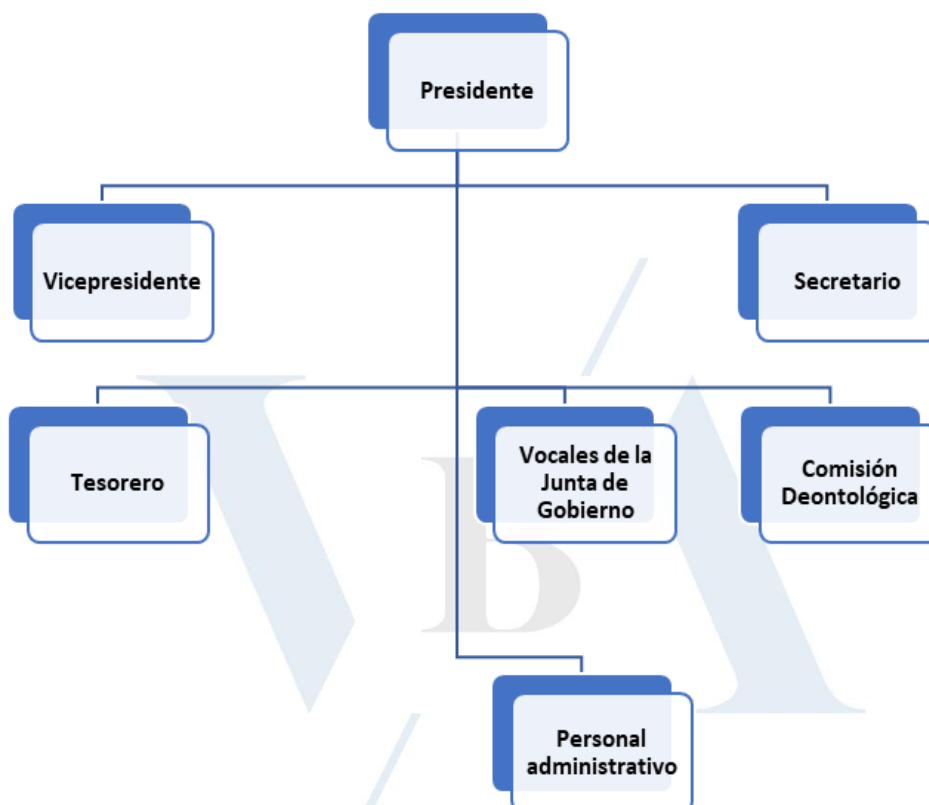 Presidente
Vicepresidente
Secretario
Tesorero
Vocales de la
Junta de
Gobierno
Comisión
Deontológica
Personal
administrativo